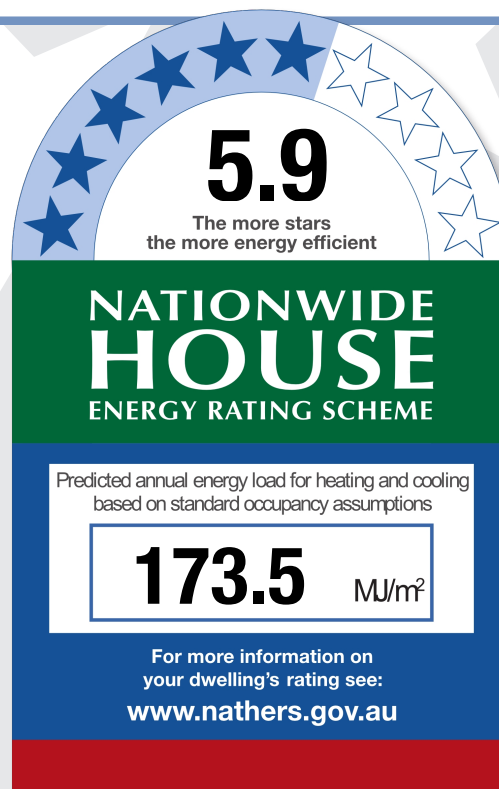 5.9
The more stars
the more energy efficient
NATIONWIDE
HOUSE
ENERGY RATING SCHEME
Predicted annual energy load for heating and cooling
based on standard occupancy assumptions
173.5 MJ/m²
For more information on
your dwelling's rating see:
www.nathers.gov.au